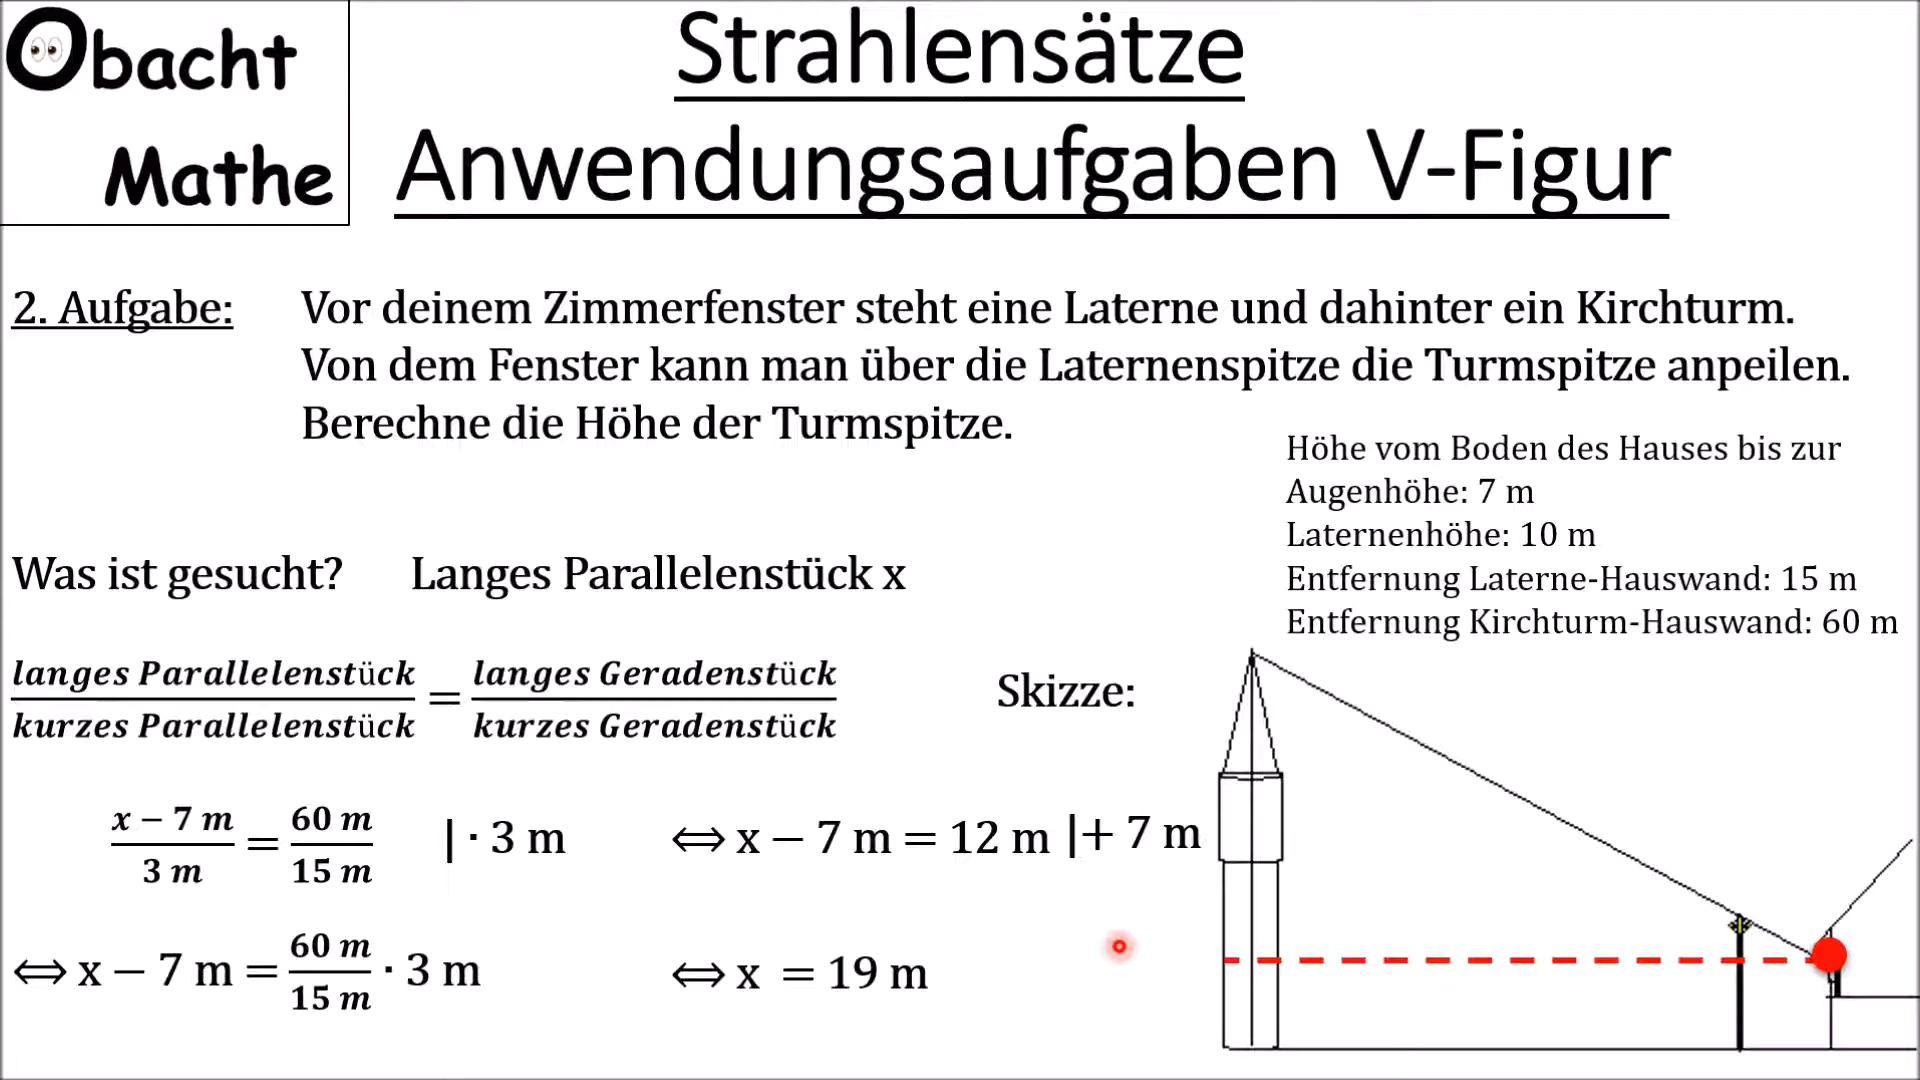 Obacht
Mathe
Strahlensätze
Anwendungsaufgaben V-Figur
2. Aufgabe: Vor deinem Zimmerfenster steht eine Laterne und dahinter ein Kirchturm.
Von dem Fenster kann man über die Laternenspitze die Turmspitze anpeilen.
Berechne die Höhe der Turmspitze.
Höhe vom Boden des Hauses bis zur
Augenhöhe: 7 m
Laternenhöhe: 10 m
Entfernung Laterne-Hauswand: 15 m
Entfernung Kirchturm-Hauswand: 60 m
Was ist gesucht? Langes Parallelenstück x
langes Parallelenstück / kurzes Parallelenstück = langes Geradenstück / kurzes Geradenstück
Skizze:
x − 7 m / 3 m = 60 m / 15 m | · 3 m
⇔ x − 7 m = 12 m |+ 7 m
⇔ x − 7 m = 60 m / 15 m · 3 m
⇔ x = 19 m